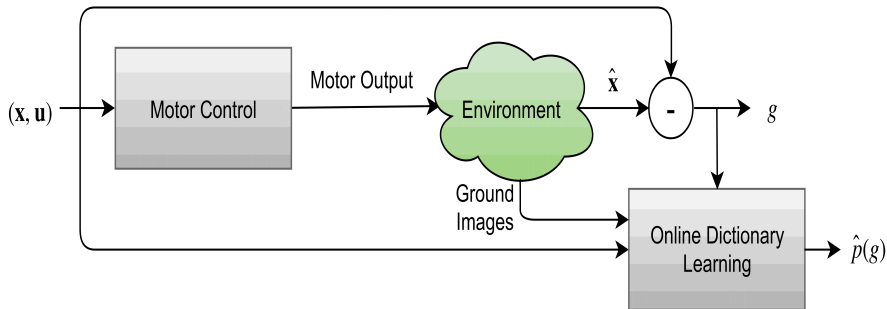 (x, u)
Motor Control
Motor Output
Environment
x̂
-
g
Ground
Images
Online Dictionary
Learning
p̂(g)